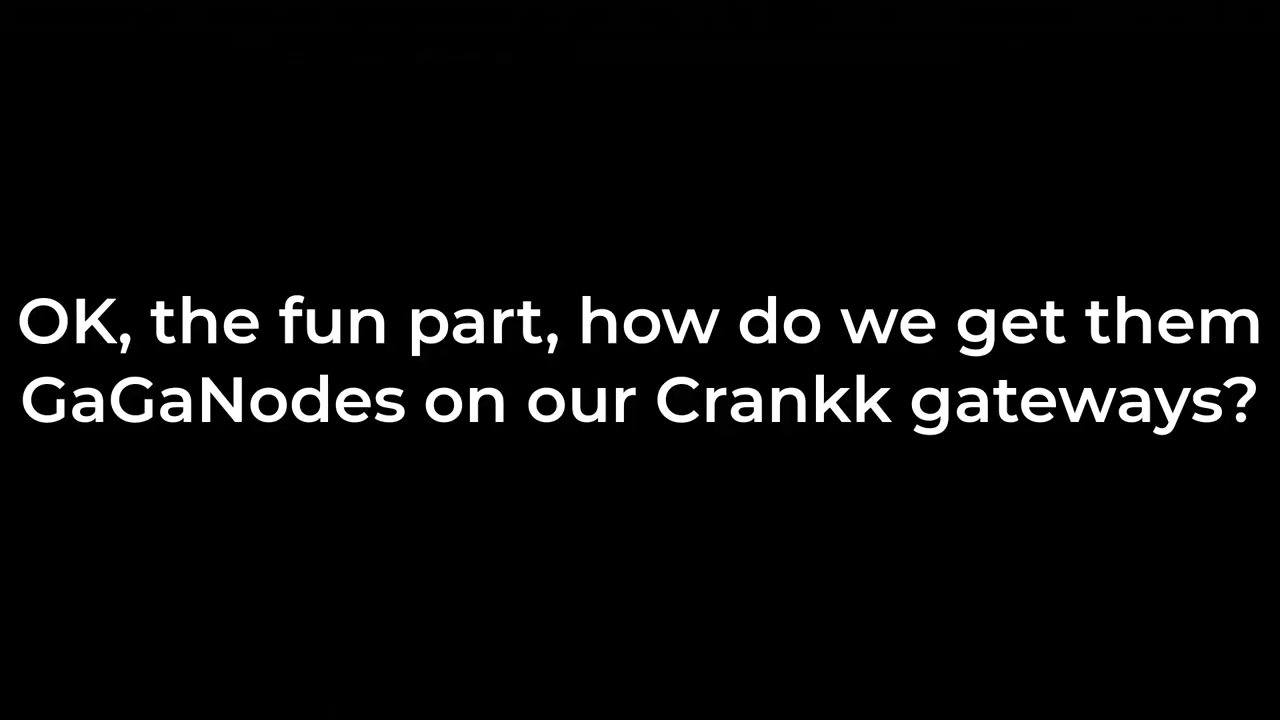 OK, the fun part, how do we get them
GaGaNodes on our Crankk gateways?